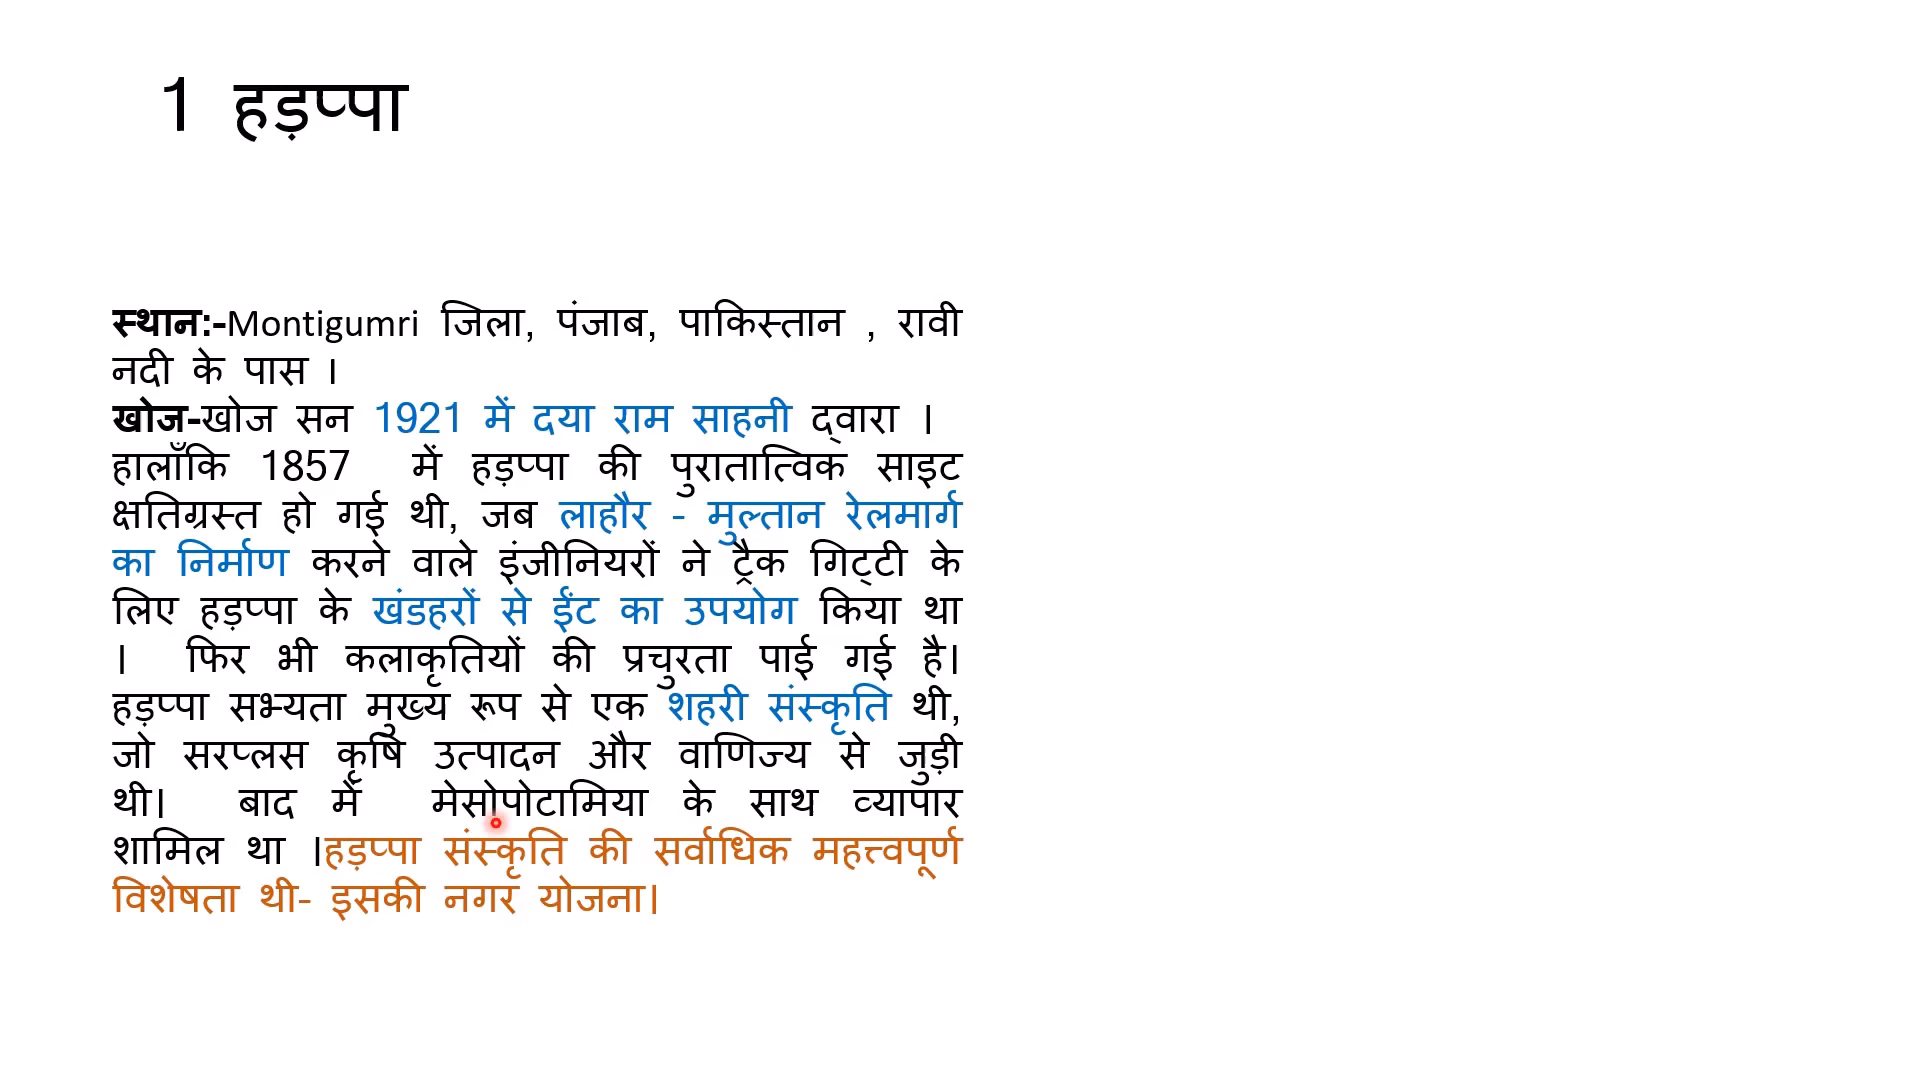 1 हड़प्पा
स्थान:-Montigumri जिला, पंजाब, पाकिस्तान , रावी
नदी के पास ।
खोज-खोज सन 1921 में दया राम साहनी द्वारा ।
हालाँकि 1857 में हड़प्पा की पुरातात्विक साइट
क्षतिग्रस्त हो गई थी, जब लाहौर - मुल्तान रेलमार्ग
का निर्माण करने वाले इंजीनियरों ने ट्रैक गिट्टी के
लिए हड़प्पा के खंडहरों से ईंट का उपयोग किया था
। फिर भी कलाकृतियों की प्रचुरता पाई गई है।
हड़प्पा सभ्यता मुख्य रूप से एक शहरी संस्कृति थी,
जो सरप्लस कृषि उत्पादन और वाणिज्य से जुड़ी
थी। बाद में मेसोपोटामिया के साथ व्यापार
शामिल था ।हड़प्पा संस्कृति की सर्वाधिक महत्त्वपूर्ण
विशेषता थी- इसकी नगर योजना।